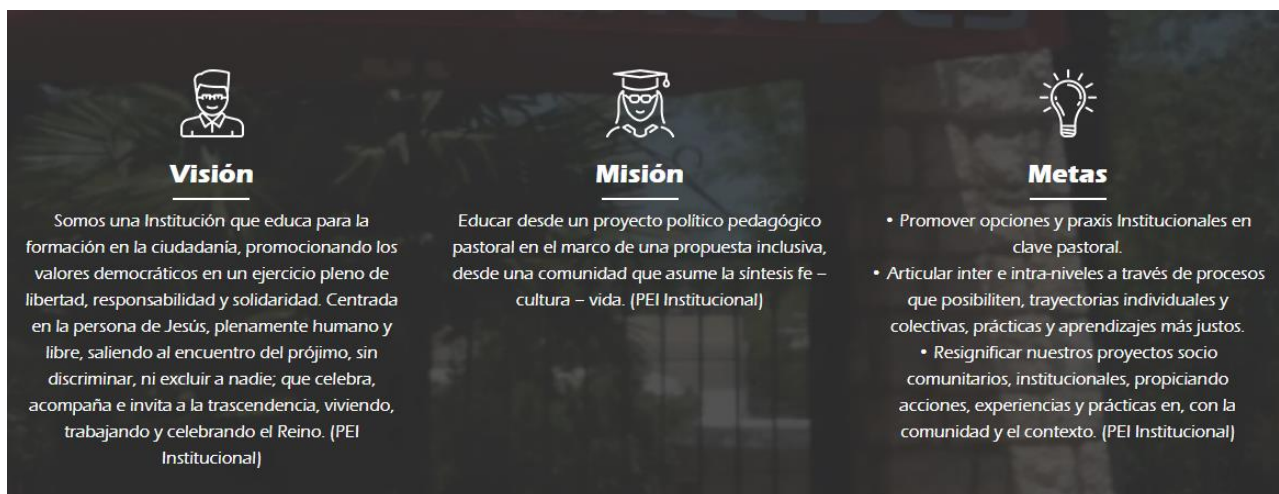 Visión
Somos una Institución que educa para la
formación en la ciudadanía, promocionando los
valores democráticos en un ejercicio pleno de
libertad, responsabilidad y solidaridad. Centrada
en la persona de Jesús, plenamente humano y
libre, saliendo al encuentro del prójimo, sin
discriminar, ni excluir a nadie; que celebra,
acompaña e invita a la trascendencia, viviendo,
trabajando y celebrando el Reino. (PEI
Institucional)
Misión
Educar desde un proyecto político pedagógico
pastoral en el marco de una propuesta inclusiva,
desde una comunidad que asume la síntesis fe –
cultura – vida. (PEI Institucional)
Metas
• Promover opciones y praxis Institucionales en
clave pastoral.
• Articular inter e intra-niveles a través de procesos
que posibiliten, trayectorias individuales y
colectivas, prácticas y aprendizajes más justos.
• Resignificar nuestros proyectos socio
comunitarios, institucionales, propiciando
acciones, experiencias y prácticas en, con la
comunidad y el contexto. (PEI Institucional)